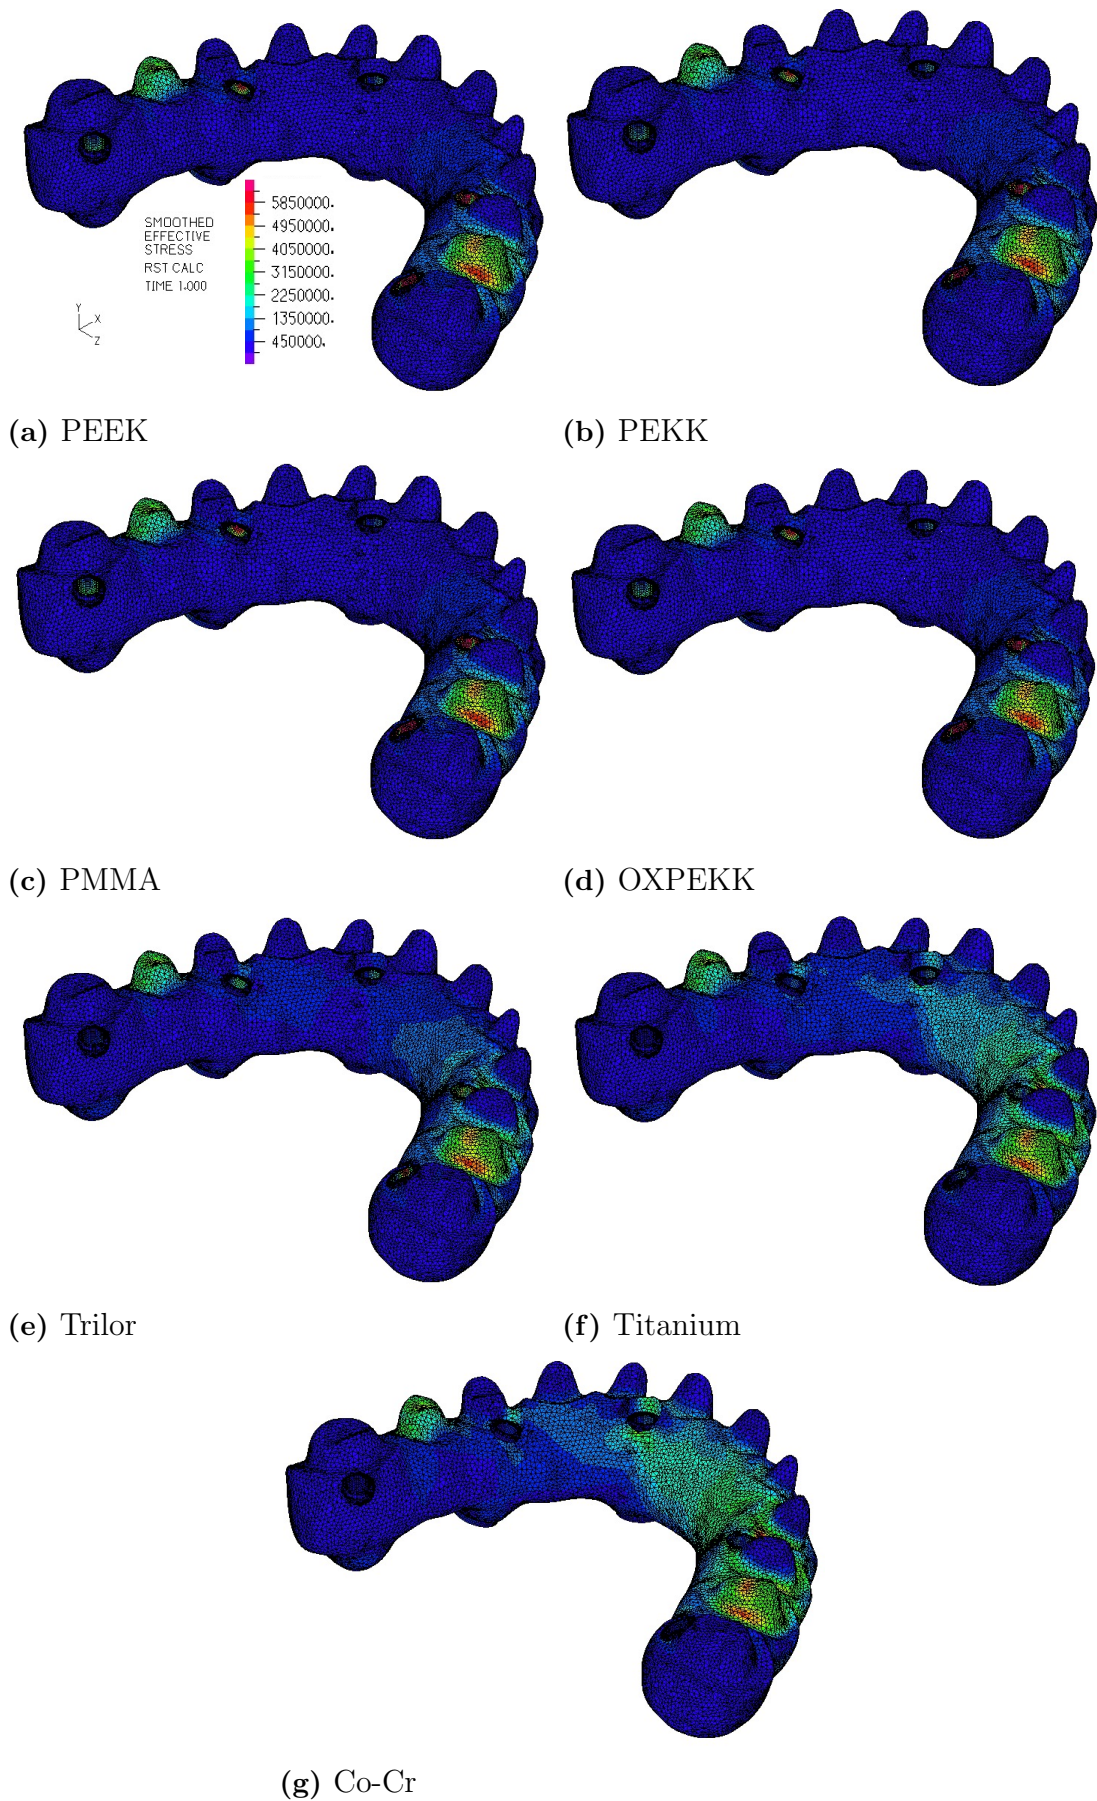 5850000.
SMOOTHED
4950000.
EFFECTIVE
STRESS
4050000.
RST CALC
3150000.
TIME 1.000
2250000.
1350000.
450000.
Y
X
Z
(a) PEEK
(b) PEKK
(c) PMMA
(d) OXPEKK
(e) Trilor
(f) Titanium
(g) Co-Cr